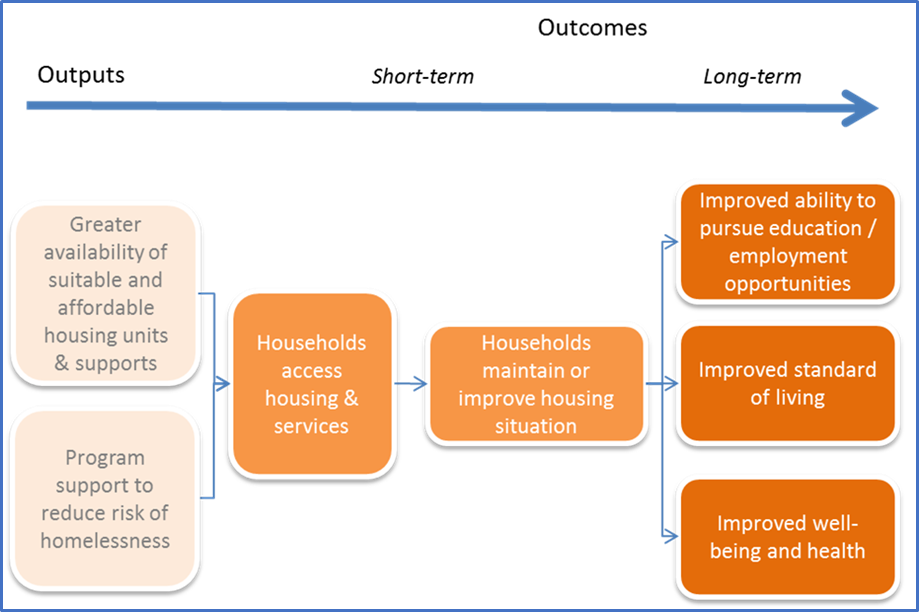 Outcomes
Outputs
Short-term
Long-term
Greater
availability of
suitable and
affordable
housing units
& supports
Program
support to
reduce risk of
homelessness
Households
access
housing &
services
Households
maintain or
improve housing
situation
Improved ability to
pursue education /
employment
opportunities
Improved standard
of living
Improved well-
being and health